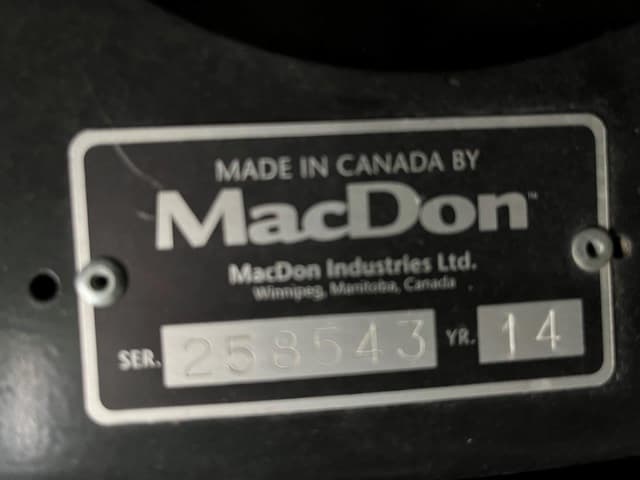 MADE IN CANADA BY
MacDon™
MacDon Industries Ltd.
Winnipeg, Manitoba, Canada
SER. 258543 YR. 14